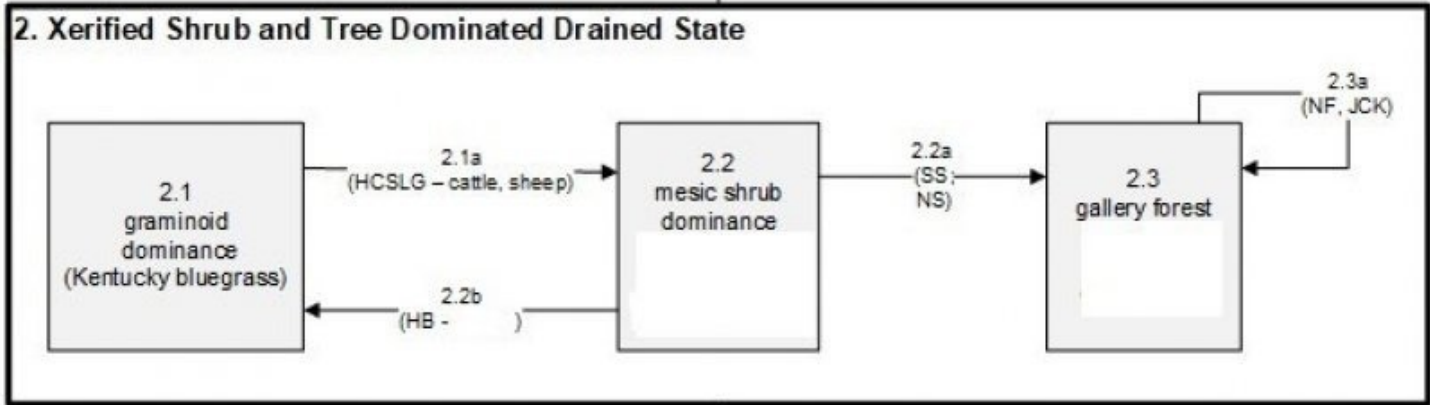 2. Xerified Shrub and Tree Dominated Drained State
2.1
graminoid
dominance
(Kentucky bluegrass)
2.1a
(HCSLG – cattle, sheep)
2.2b
(HB - )
2.2
mesic shrub
dominance
2.2a
(SS;
NS)
2.3
gallery forest
2.3a
(NF, JCK)